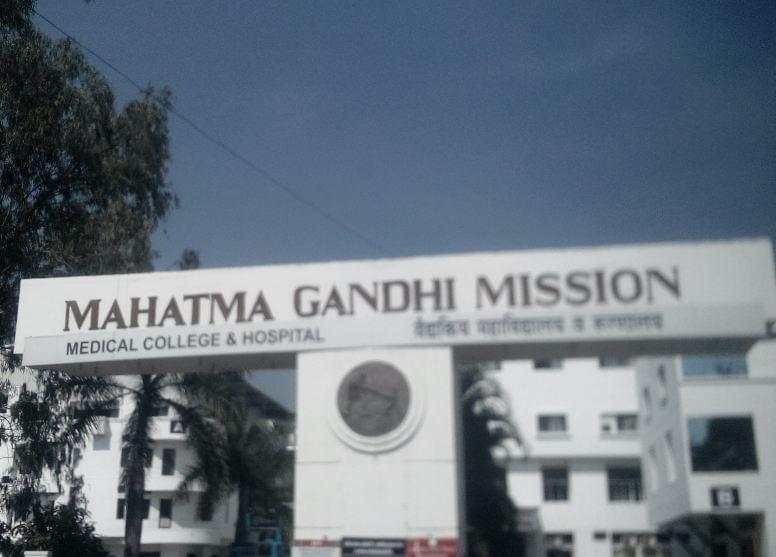 MAHATMA GANDHI MISSION
MEDICAL COLLEGE & HOSPITAL
वैद्यकिय महाविद्यालय व रुग्णालय